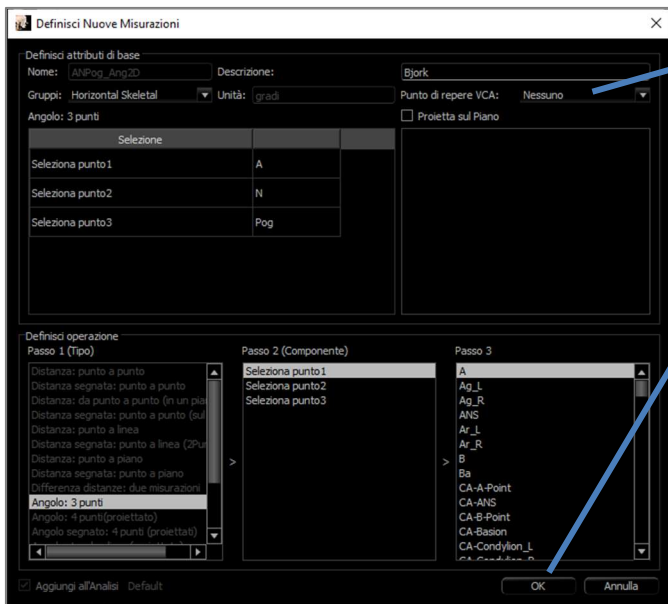 Definisci Nuove Misurazioni
Definisci attributi di base
Nome: ANPog_Ang2D Descrizione: Bjork
Gruppi: Horizontal Skeletal Unità: gradi Punto di repere VCA: Nessuno
Angolo: 3 punti Proietta sul Piano
Selezione
Seleziona punto1 A
Seleziona punto2 N
Seleziona punto3 Pog
Definisci operazione
Passo 1 (Tipo) Passo 2 (Componente) Passo 3
Distanza: punto a punto
Distanza segnata: punto a punto
Distanza: da punto a punto (in un pia
Distanza segnata: punto a punto (sul
Distanza: punto a linea
Distanza segnata: punto a linea (2Pur
Distanza: punto a piano
Distanza segnata: punto a piano
Differenza distanze: due misurazioni
Angolo: 3 punti
Angolo: 4 punti(proiettato)
Angolo segnato: 4 punti (proiettati)
>
Seleziona punto1
Seleziona punto2
Seleziona punto3
>
A
Ag_L
Ag_R
ANS
Ar_L
Ar_R
B
Ba
CA-A-Point
CA-ANS
CA-B-Point
CA-Basion
CA-Condylion_L
Aggiungi all'Analisi Default OK Annulla